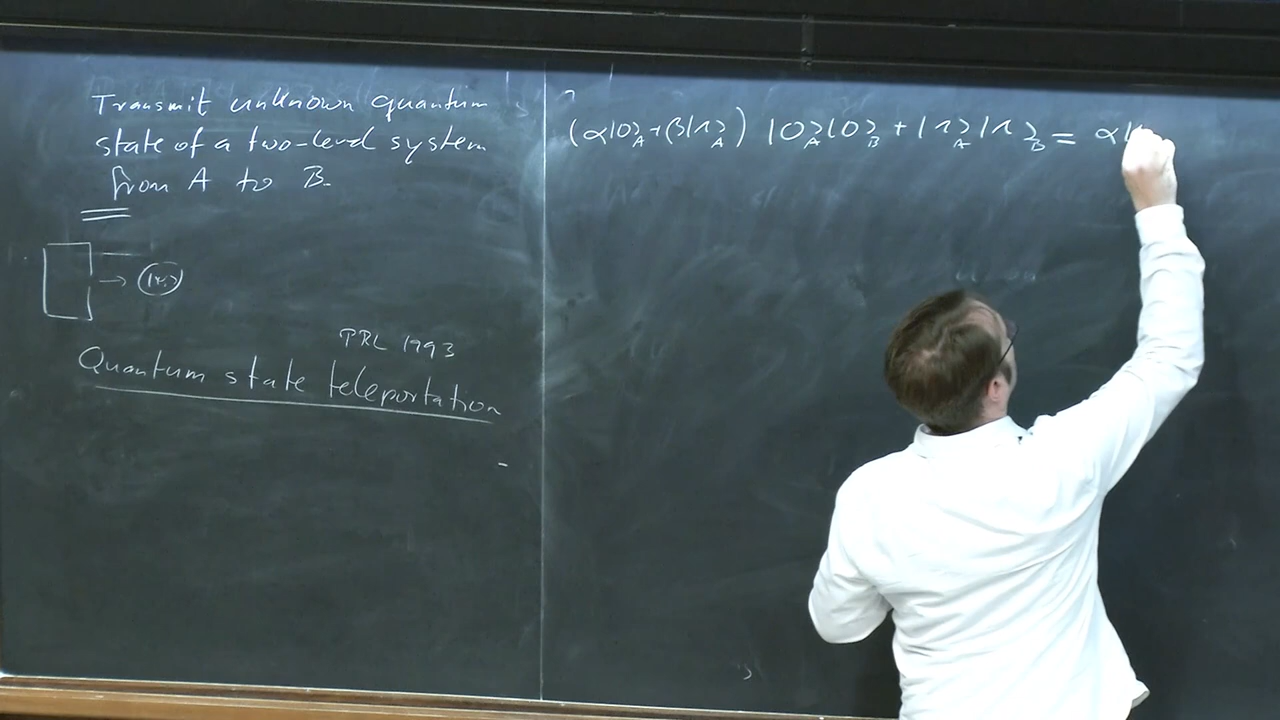 Transmit unknown quantum
state of a two-level system
from A to B.
PRL 1993
Quantum state teleportation
(α|0⟩_A + β|1⟩_A) |0⟩_A|0⟩_B + |1⟩_A|1⟩_B = α|